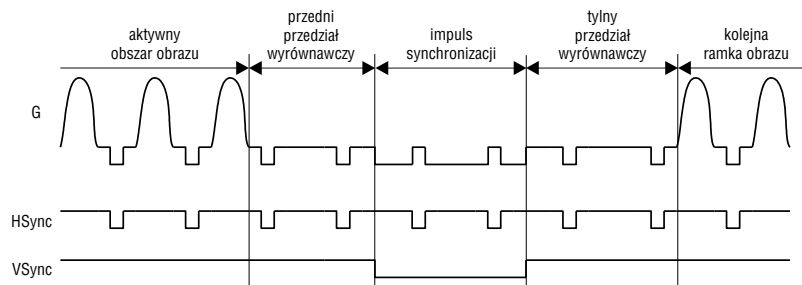 aktywny
obszar obrazu
przedni
przedział
wyrównawczy
impuls
synchronizacji
tylny
przedział
wyrównawczy
kolejna
ramka obrazu
G
HSync
VSync